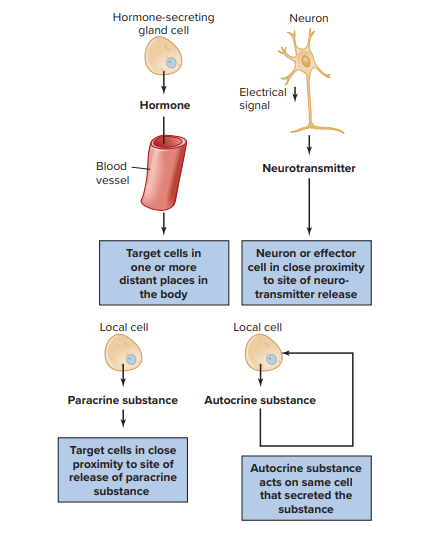 Hormone-secreting
gland cell
Hormone
Blood
vessel
Target cells in
one or more
distant places in
the body
Neuron
Electrical
signal
Neurotransmitter
Neuron or effector
cell in close proximity
to site of neuro-
transmitter release
Local cell
Paracrine substance
Target cells in close
proximity to site of
release of paracrine
substance
Local cell
Autocrine substance
Autocrine substance
acts on same cell
that secreted the
substance